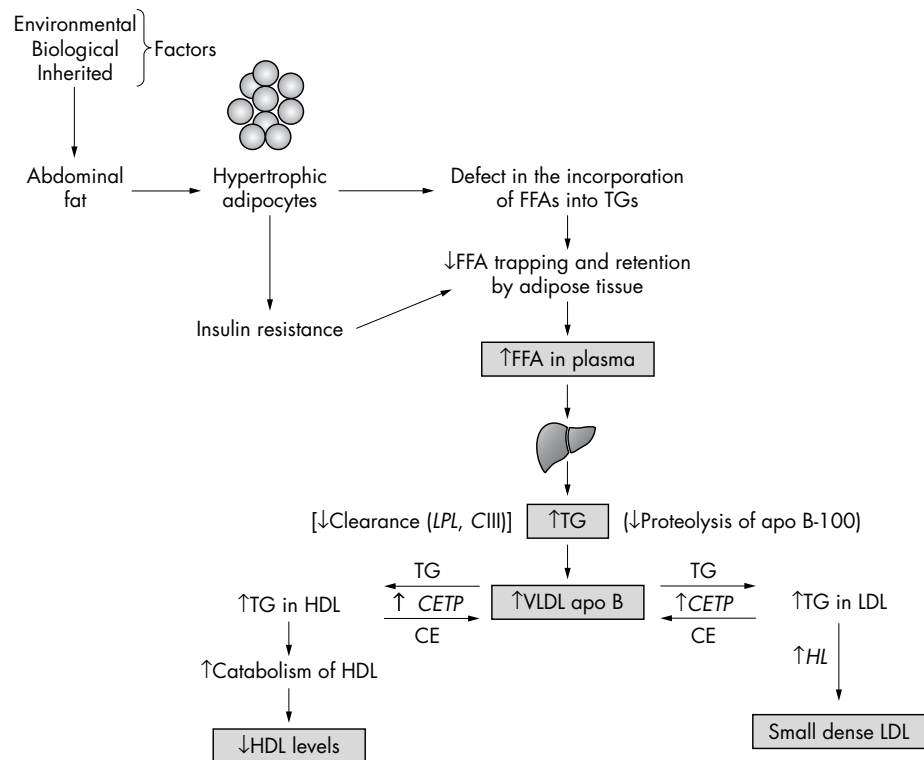 Environmental
Biological
Inherited
Factors
Abdominal
fat
Hypertrophic
adipocytes
Defect in the incorporation
of FFAs into TGs
↓FFA trapping and retention
by adipose tissue
Insulin resistance
↑FFA in plasma
[↓Clearance (LPL, CIII)]
↑TG
(↓Proteolysis of apo B-100)
↑TG in HDL
TG
↑ CETP
CE
↑VLDL apo B
TG
↑CETP
CE
↑TG in LDL
↑Catabolism of HDL
↑HL
↓HDL levels
Small dense LDL